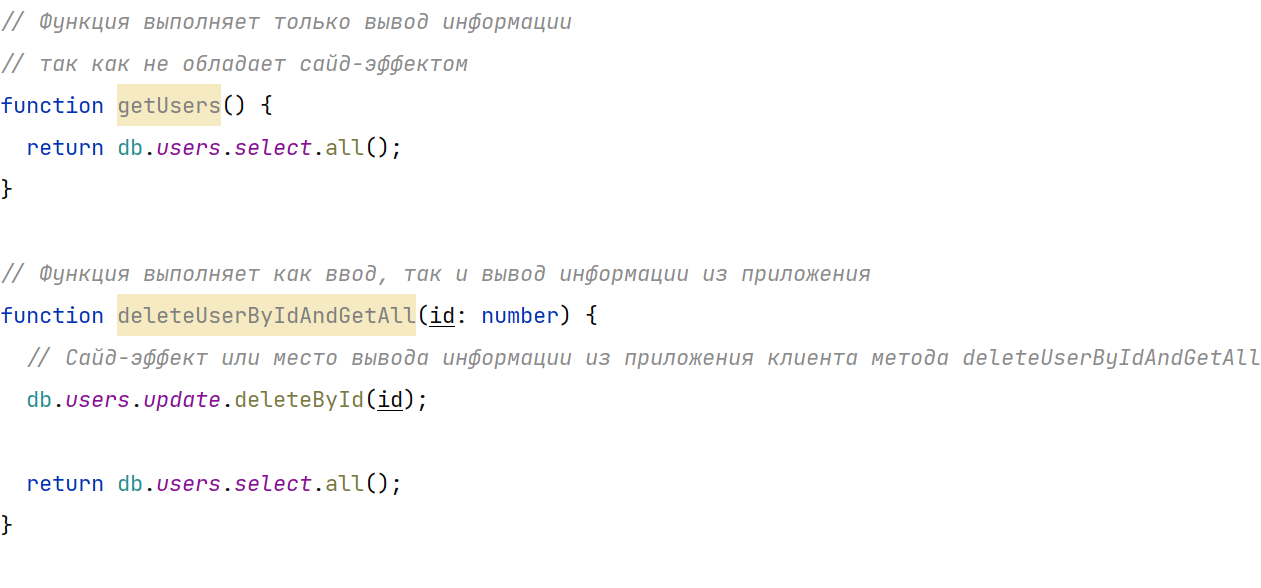 // Функция выполняет только вывод информации
// так как не обладает сайд-эффектом
function getUsers() {
  return db.users.select.all();
}
// Функция выполняет как ввод, так и вывод информации из приложения
function deleteUserByIdAndGetAll(id: number) {
  // Сайд-эффект или место вывода информации из приложения клиента метода deleteUserByIdAndGetAll
  db.users.update.deleteById(id);
  return db.users.select.all();
}